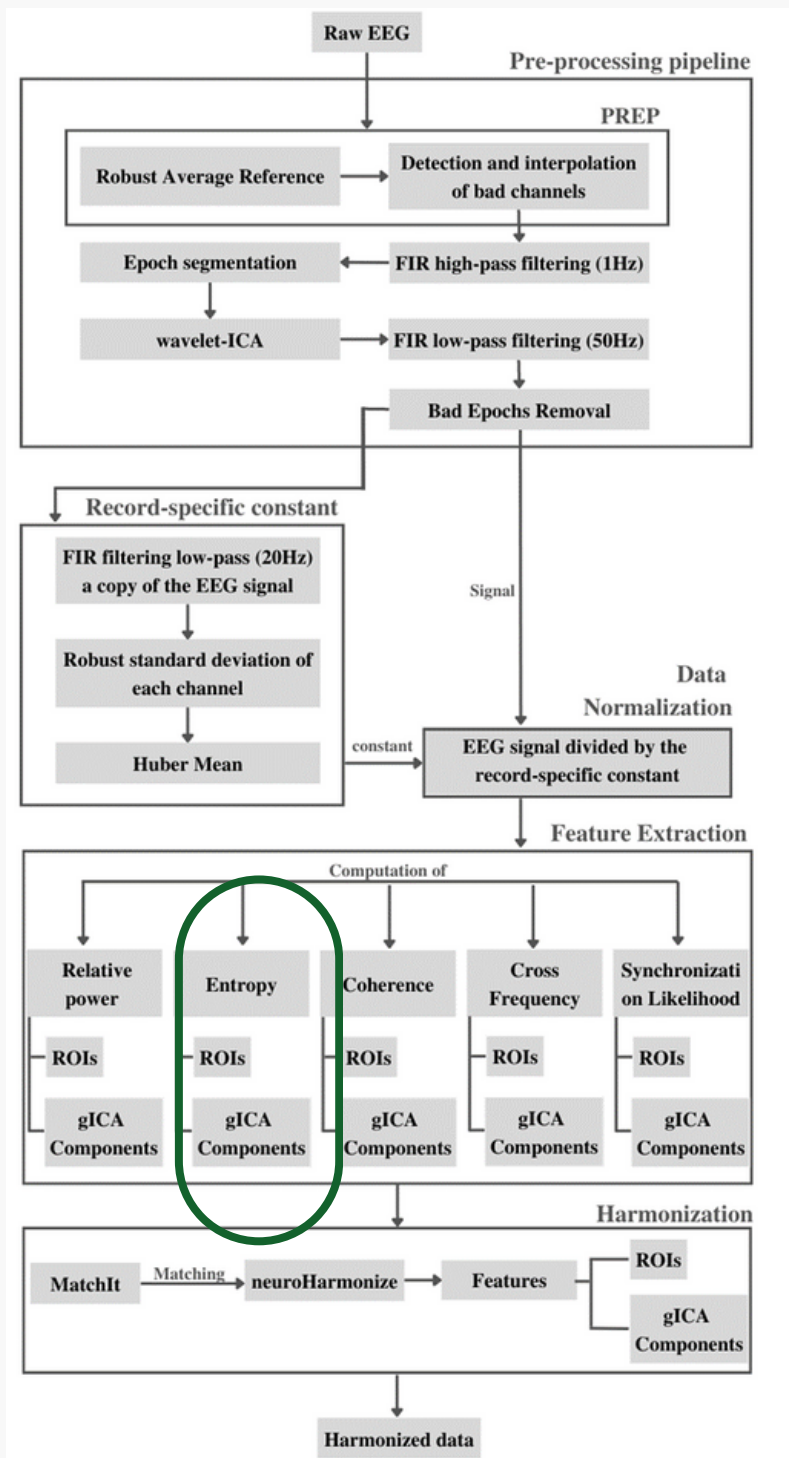 Raw EEG
Pre-processing pipeline
PREP
Robust Average Reference
Detection and interpolation
of bad channels
Epoch segmentation
FIR high-pass filtering (1Hz)
wavelet-ICA
FIR low-pass filtering (50Hz)
Bad Epochs Removal
Record-specific constant
FIR filtering low-pass (20Hz)
a copy of the EEG signal
Robust standard deviation of
each channel
Huber Mean
Signal
constant
Data
Normalization
EEG signal divided by the
record-specific constant
Feature Extraction
Computation of
Relative
power
ROIs
gICA
Components
Entropy
ROIs
gICA
Components
Coherence
ROIs
gICA
Components
Cross
Frequency
ROIs
gICA
Components
Synchronizati
on Likelihood
ROIs
gICA
Components
Harmonization
MatchIt
Matching
neuroHarmonize
Features
ROIs
gICA
Components
Harmonized data